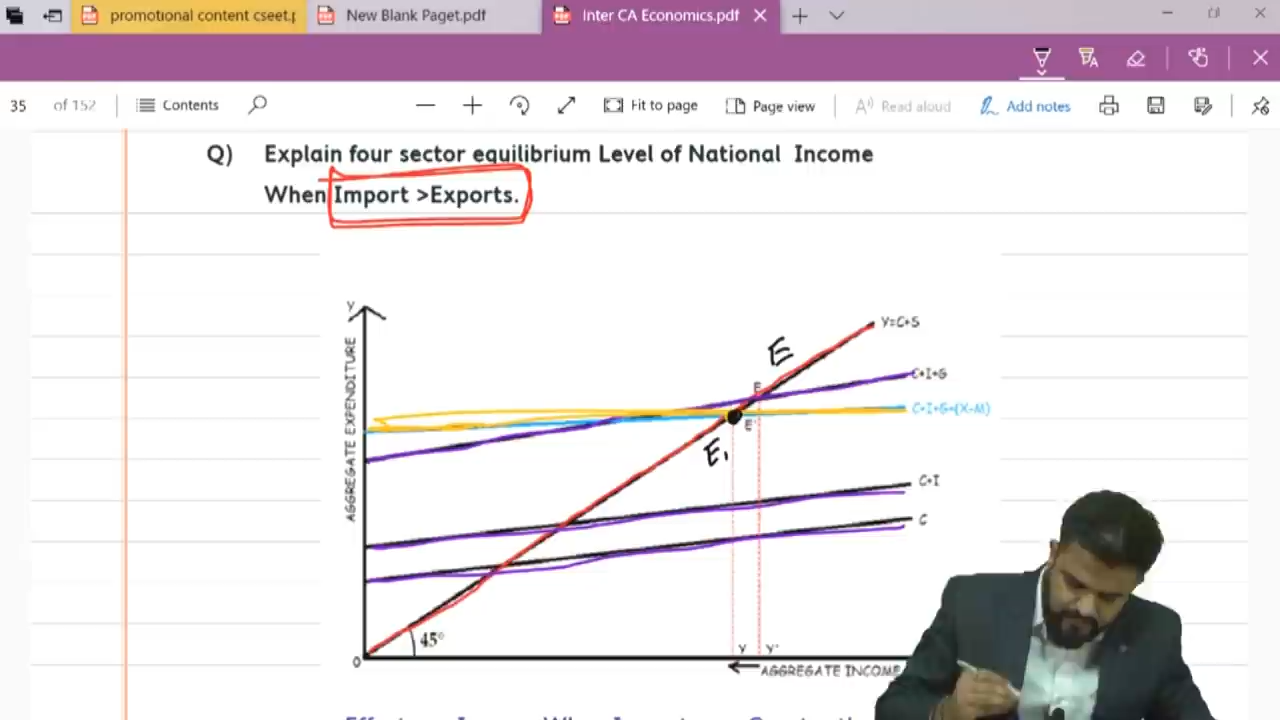 promotional content cseet.p
New Blank Paget.pdf
Inter CA Economics.pdf
35 of 152
Contents
Fit to page
Page view
Read aloud
Add notes
Q) Explain four sector equilibrium Level of National Income
When Import >Exports.
Y
Y=C+S
E
C+I+G
C+I+G+(X-M)
E
E₁
C+I
C
AGGREGATE EXPENDITURE
45°
O
Y Y'
AGGREGATE INCOME